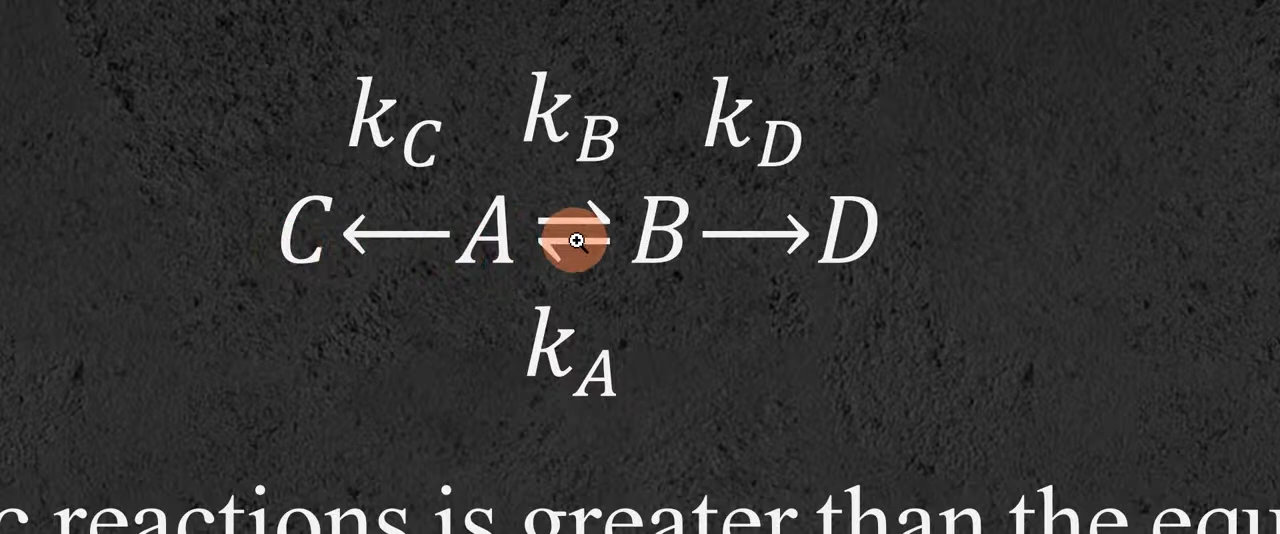 k_C k_B k_D
C ⟵ A ⇌ B ⟶ D
k_A
reactions is greater than the